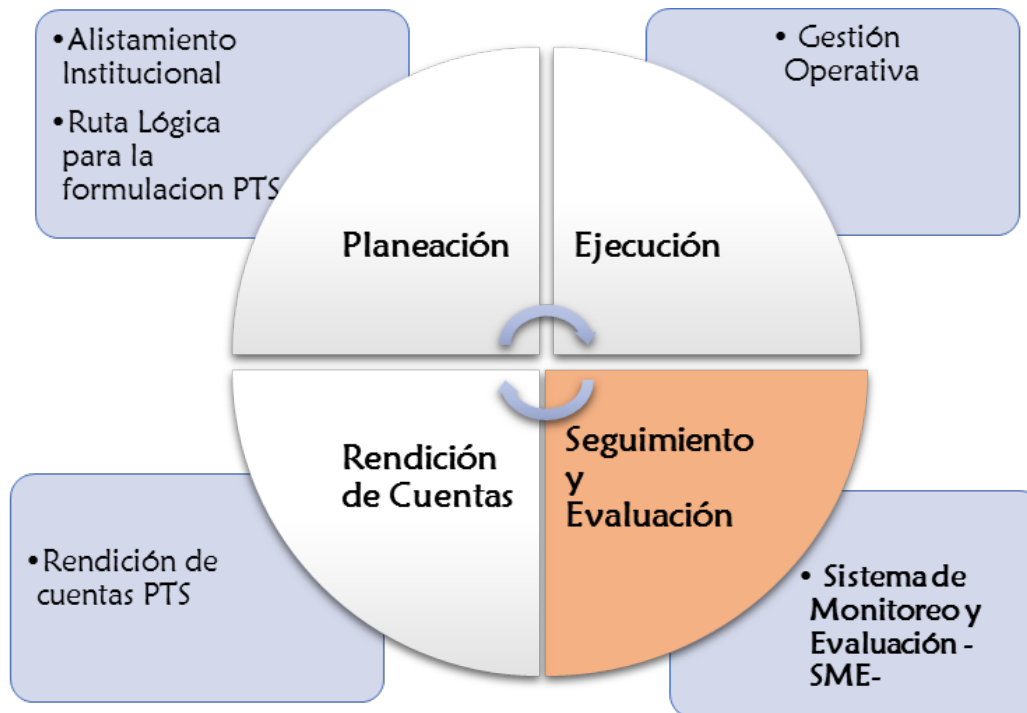 •Alistamiento
Institucional
•Ruta Lógica
para la
formulacion PTS
• Gestión
Operativa
Planeación
Ejecución
Rendición
de Cuentas
Seguimiento
y
Evaluación
•Rendición de
cuentas PTS
• Sistema de
Monitoreo y
Evaluación -
SME-